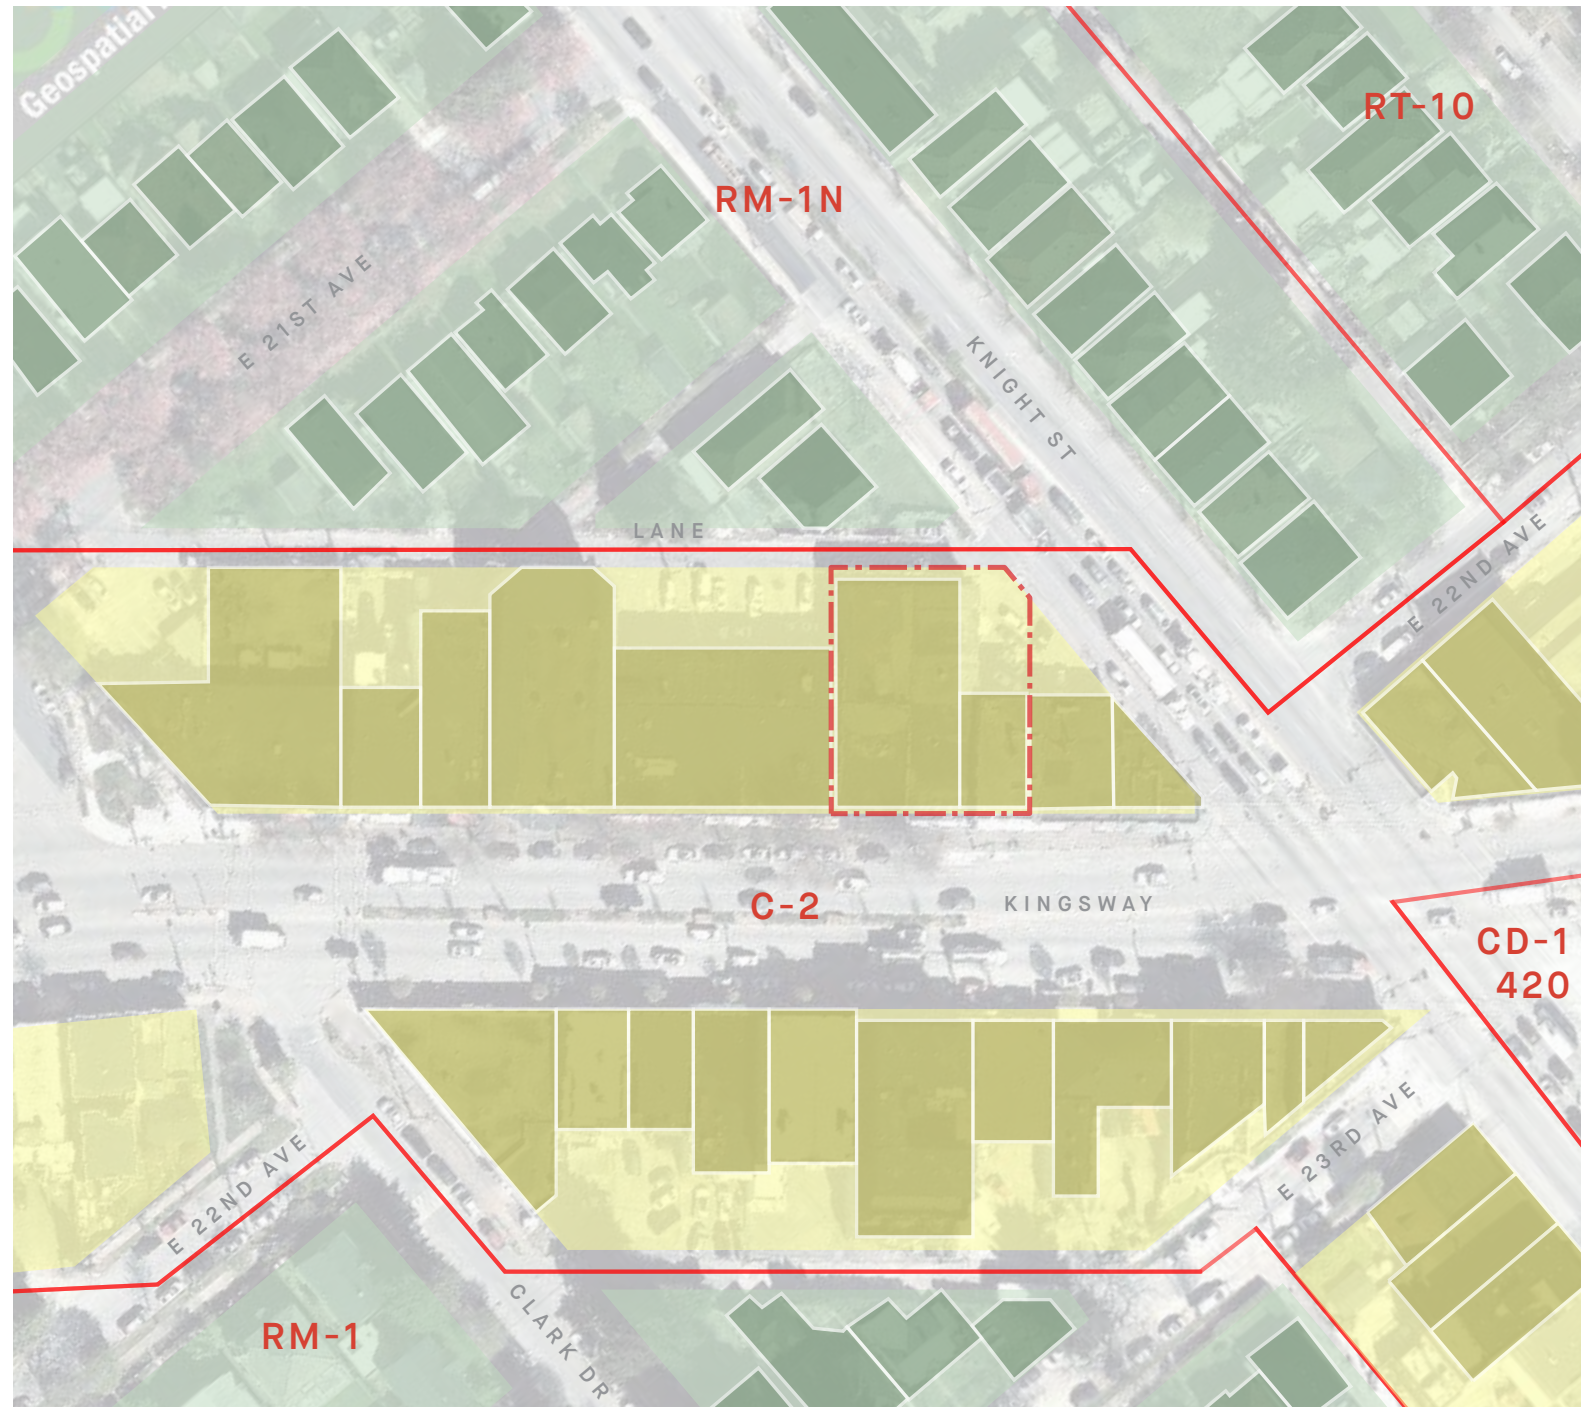 Geospatial
RT-10
RM-1N
E 21ST AVE
KNIGHT ST
LANE
E 22ND AVE
C-2
KINGSWAY
CD-1
420
E 22ND AVE
E 23RD AVE
RM-1
CLARK DR